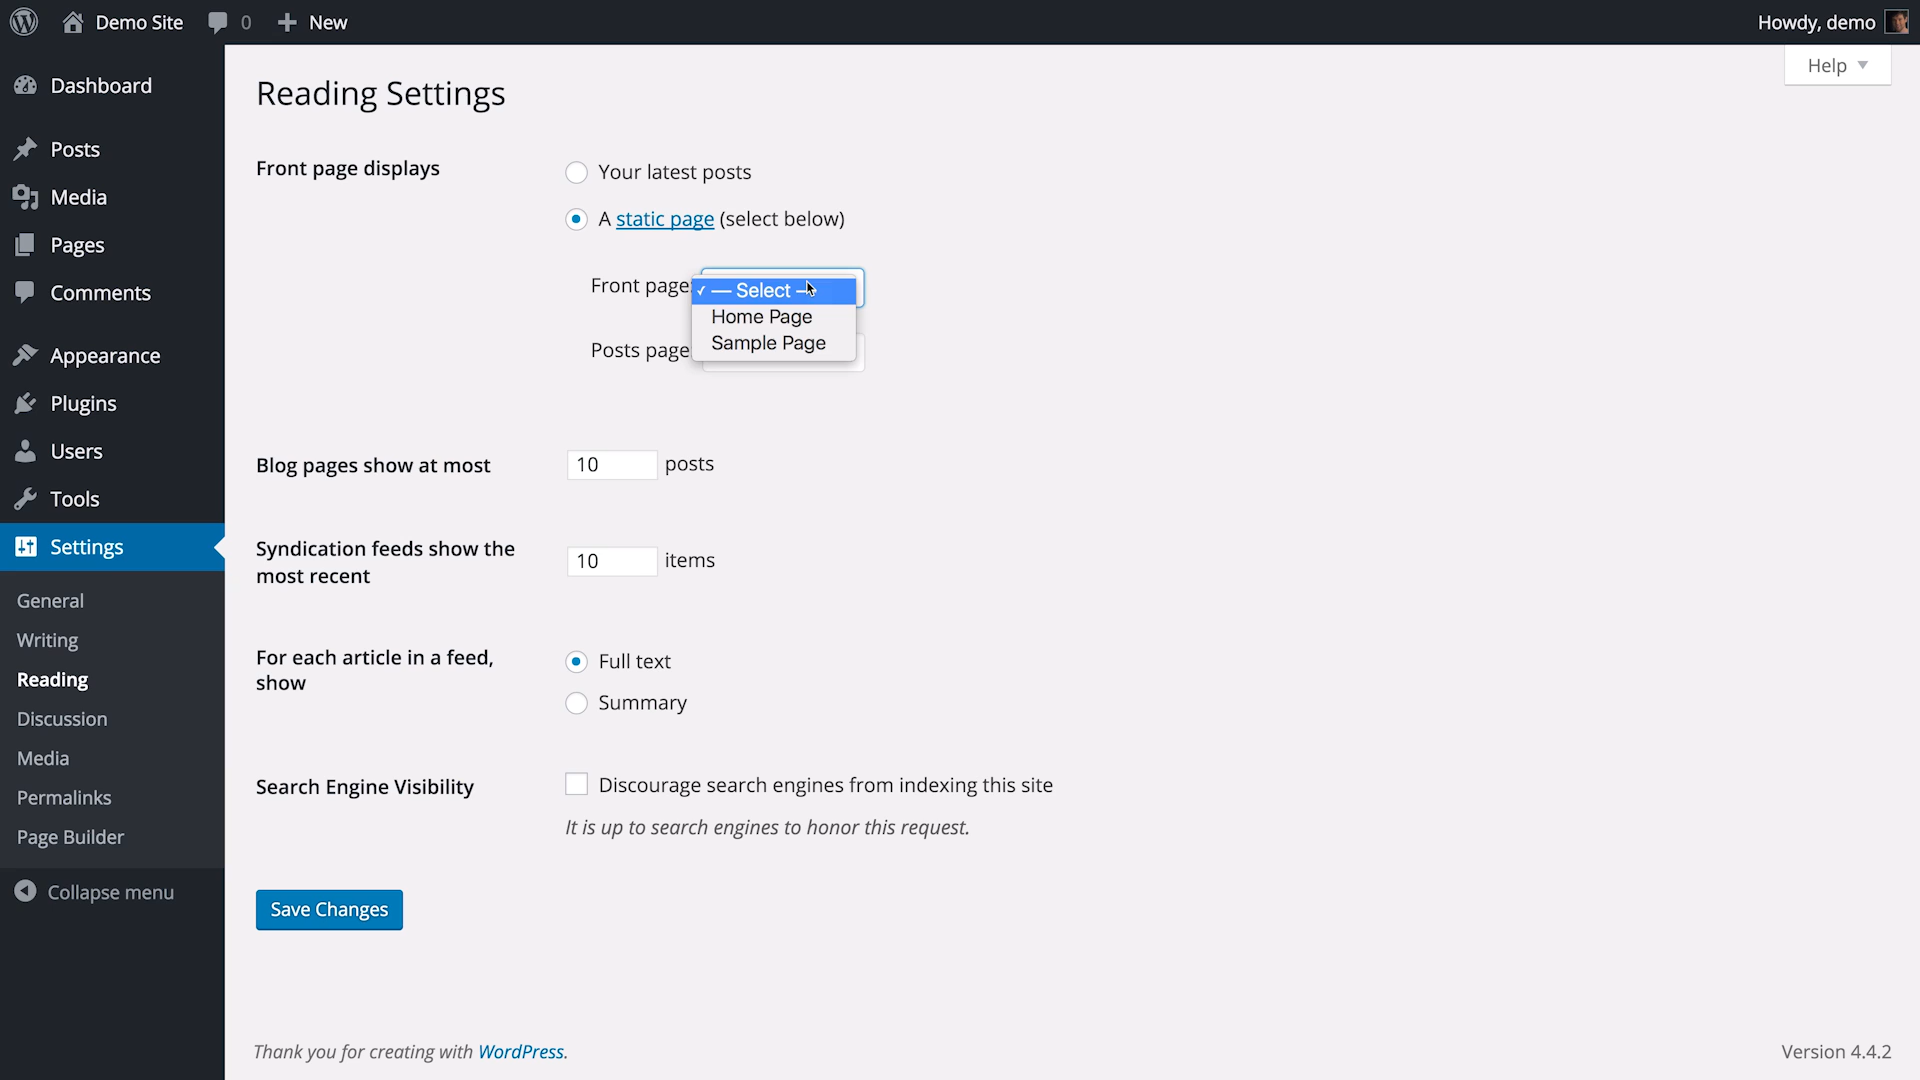 Demo Site 0 New Howdy, demo
Help
Dashboard
Posts
Media
Pages
Comments
Appearance
Plugins
Users
Tools
Settings
General
Writing
Reading
Discussion
Media
Permalinks
Page Builder
Collapse menu
Reading Settings
Front page displays
Your latest posts
A static page (select below)
Front page:
✓ — Select —
Home Page
Sample Page
Posts page
Blog pages show at most 10 posts
Syndication feeds show the
most recent
10 items
For each article in a feed,
show
Full text
Summary
Search Engine Visibility
Discourage search engines from indexing this site
It is up to search engines to honor this request.
Save Changes
Thank you for creating with WordPress.
Version 4.4.2